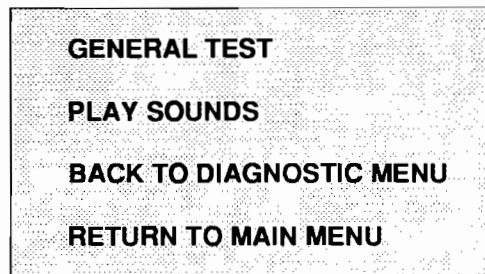 GENERAL TEST
PLAY SOUNDS
BACK TO DIAGNOSTIC MENU
RETURN TO MAIN MENU